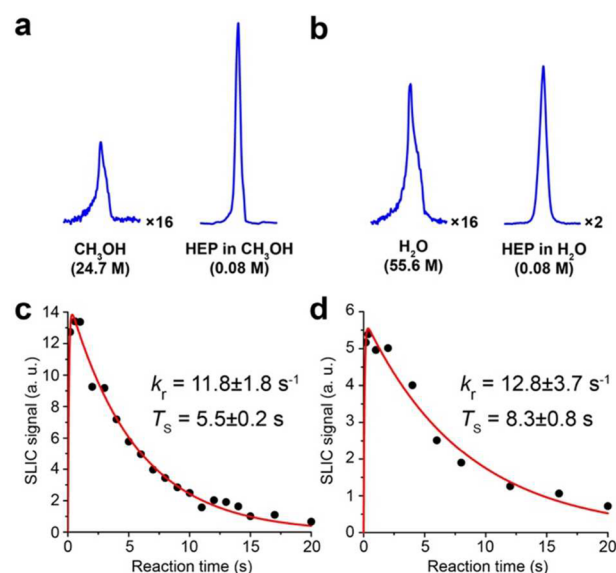 a
b
×16
×16
×2
CH₃OH
(24.7 M)
HEP in CH₃OH
(0.08 M)
H₂O
(55.6 M)
HEP in H₂O
(0.08 M)
c
SLIC signal (a. u.)
14
12
10
8
6
4
2
0
0 5 10 15 20
Reaction time (s)
kᵣ = 11.8±1.8 s⁻¹
Tₛ = 5.5±0.2 s
d
SLIC signal (a. u.)
6
5
4
3
2
1
0
0 5 10 15 20
Reaction time (s)
kᵣ = 12.8±3.7 s⁻¹
Tₛ = 8.3±0.8 s